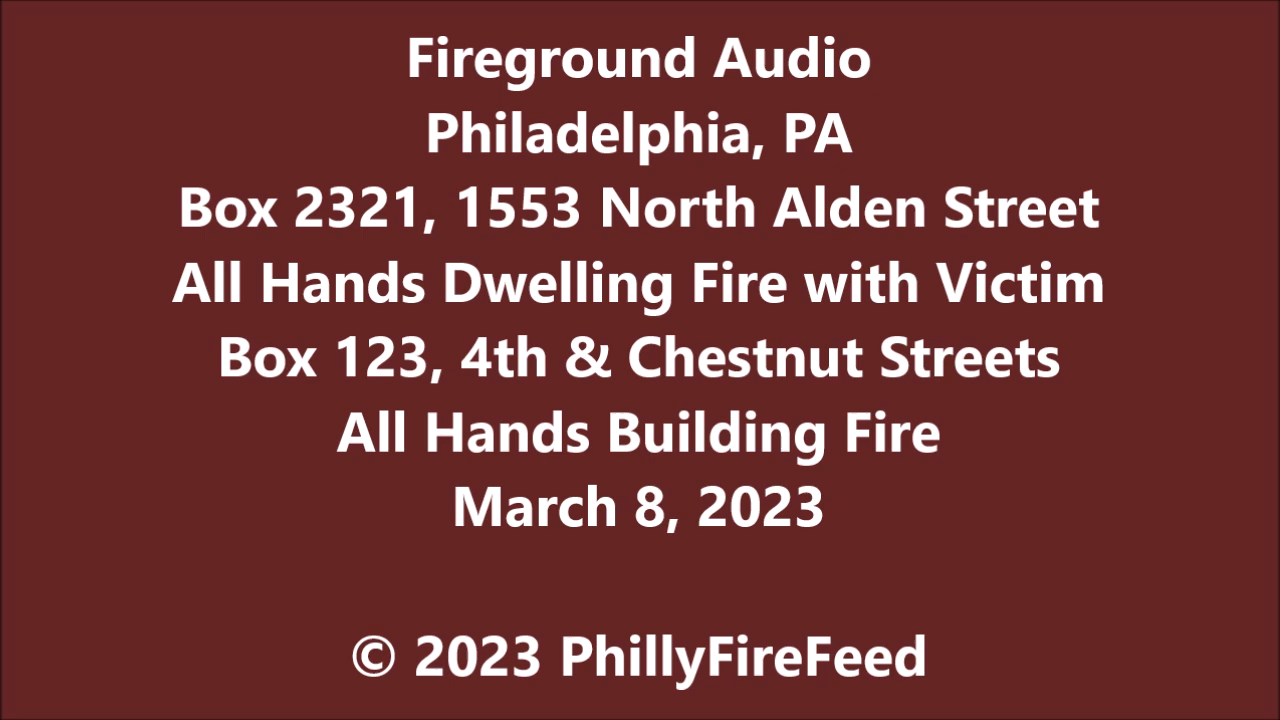 Fireground Audio
Philadelphia, PA
Box 2321, 1553 North Alden Street
All Hands Dwelling Fire with Victim
Box 123, 4th & Chestnut Streets
All Hands Building Fire
March 8, 2023
© 2023 PhillyFireFeed